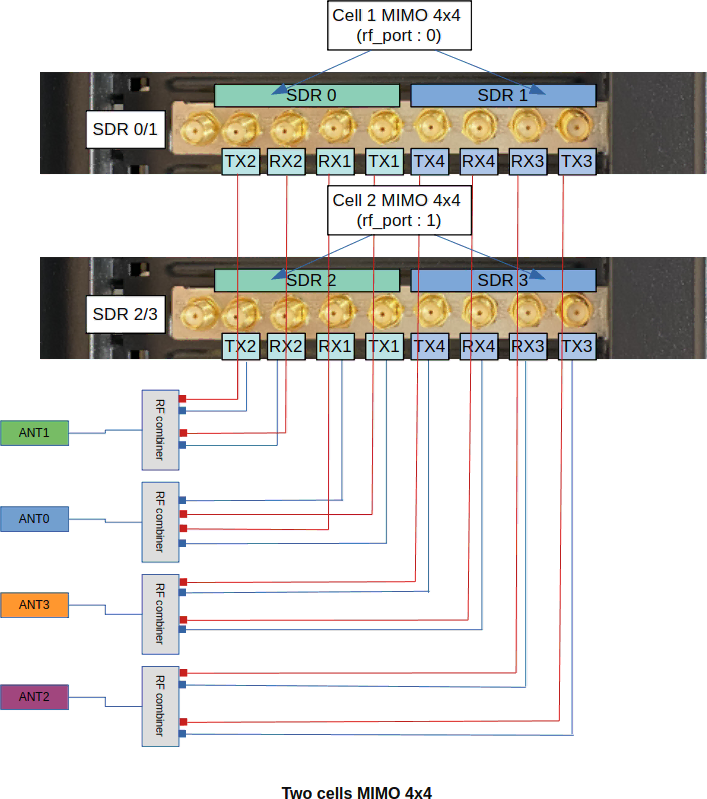 Cell 1 MIMO 4x4
(rf_port : 0)
SDR 0 SDR 1
SDR 0/1
TX2 RX2 RX1 TX1 TX4 RX4 RX3 TX3
Cell 2 MIMO 4x4
(rf_port : 1)
SDR 2 SDR 3
SDR 2/3
TX2 RX2 RX1 TX1 TX4 RX4 RX3 TX3
RF combiner
ANT1
RF combiner
ANT0
RF combiner
ANT3
RF combiner
ANT2
Two cells MIMO 4x4